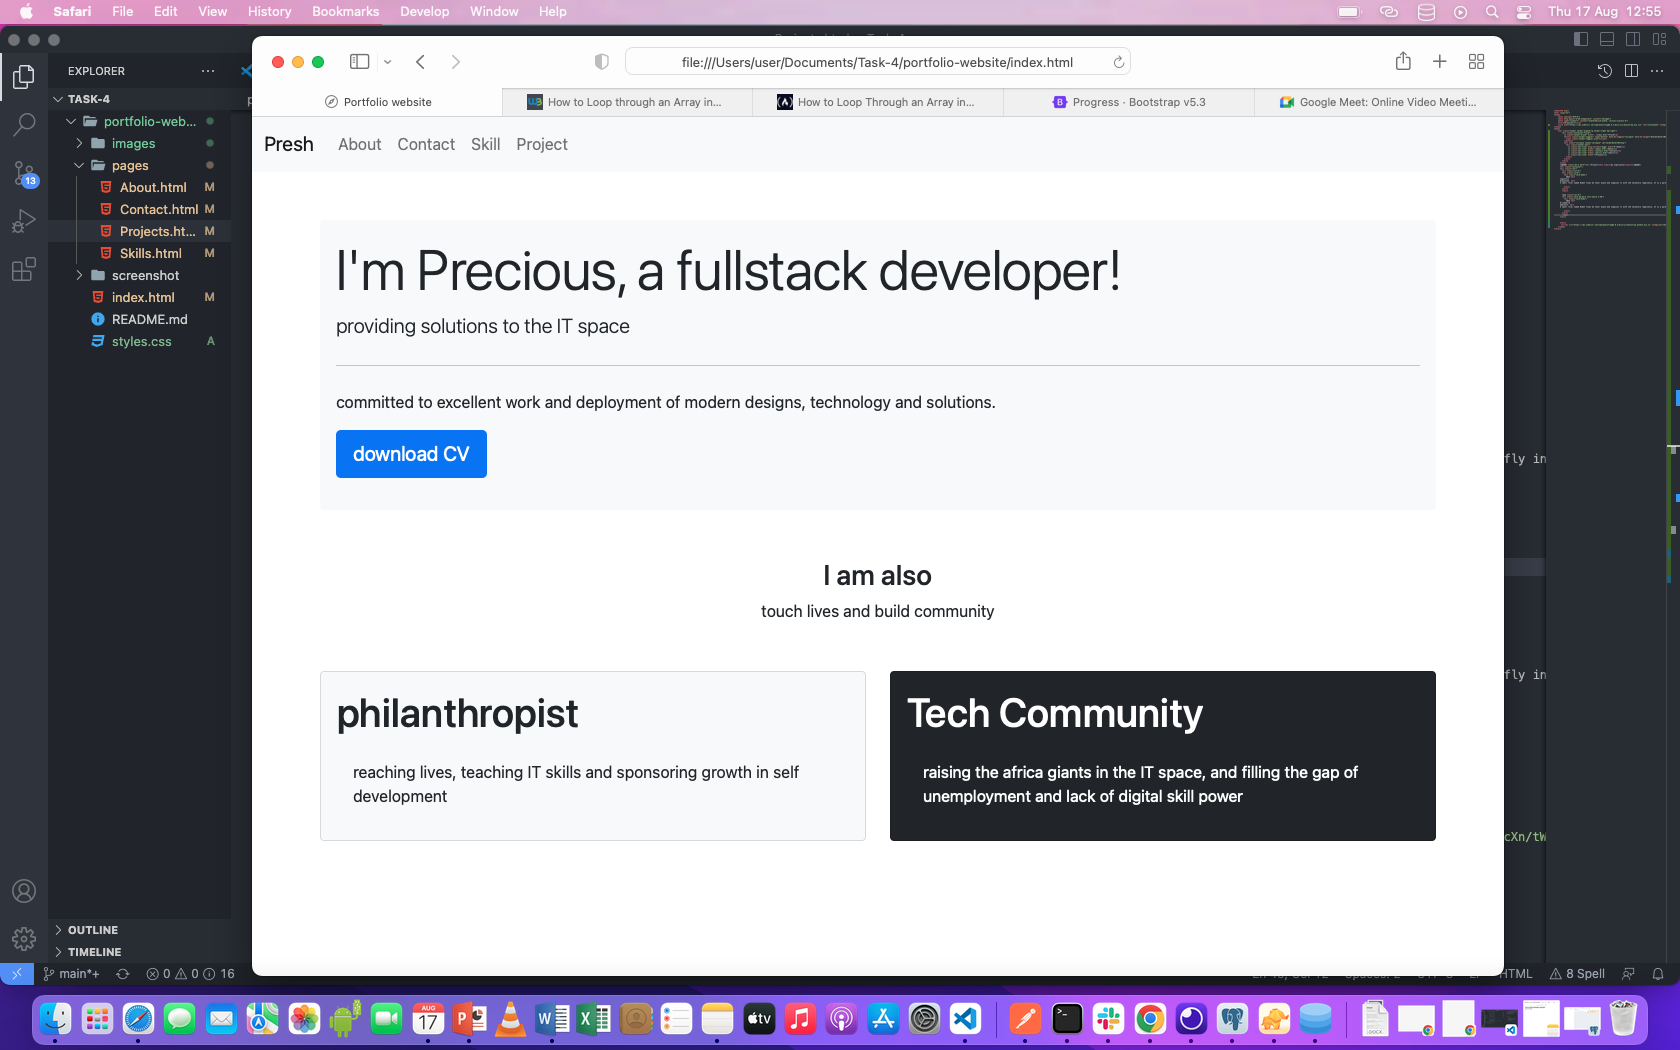 Safari File Edit View History Bookmarks Develop Window Help
Thu 17 Aug 12:55
EXPLORER
TASK-4
portfolio-web...
images
pages
About.html M
Contact.html M
Projects.ht... M
Skills.html M
screenshot
index.html M
README.md
styles.css A
13
OUTLINE
TIMELINE
main*+ 0 0 16
file:///Users/user/Documents/Task-4/portfolio-website/index.html
Portfolio website
How to Loop through an Array in...
How to Loop Through an Array in...
Progress · Bootstrap v5.3
Google Meet: Online Video Meeti...
Presh About Contact Skill Project
I'm Precious, a fullstack developer!
providing solutions to the IT space
committed to excellent work and deployment of modern designs, technology and solutions.
download CV
I am also
touch lives and build community
philanthropist
reaching lives, teaching IT skills and sponsoring growth in self
development
Tech Community
raising the africa giants in the IT space, and filling the gap of
unemployment and lack of digital skill power
fly in
fly in
cXn/tW
HTML 8 Spell
AUG
17
tv